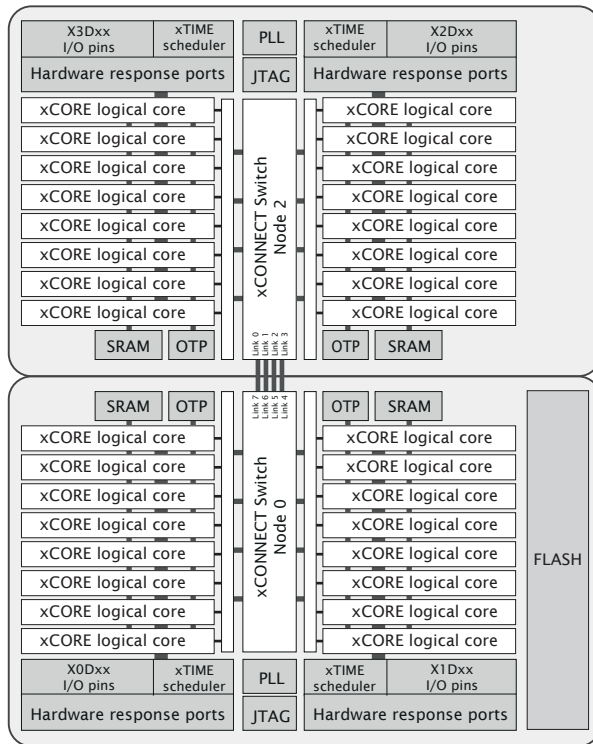 X3Dxx I/O pins xTIME scheduler PLL xTIME scheduler X2Dxx I/O pins
Hardware response ports JTAG Hardware response ports
xCORE logical core xCORE logical core
xCORE logical core xCORE logical core
xCORE logical core xCORE logical core
xCORE logical core xCORE logical core
xCORE logical core xCORE logical core
xCORE logical core xCORE logical core
xCORE logical core xCORE logical core
xCORE logical core xCORE logical core
xCONNECT Switch
Node 2
Link 0
Link 1
Link 2
Link 3
SRAM OTP OTP SRAM
Link 7
Link 6
Link 5
Link 4
SRAM OTP OTP SRAM
xCORE logical core xCORE logical core
xCORE logical core xCORE logical core
xCORE logical core xCORE logical core
xCORE logical core xCORE logical core
xCORE logical core xCORE logical core
xCORE logical core xCORE logical core
xCORE logical core xCORE logical core
xCORE logical core xCORE logical core
xCONNECT Switch
Node 0
FLASH
X0Dxx I/O pins xTIME scheduler PLL xTIME scheduler X1Dxx I/O pins
Hardware response ports JTAG Hardware response ports